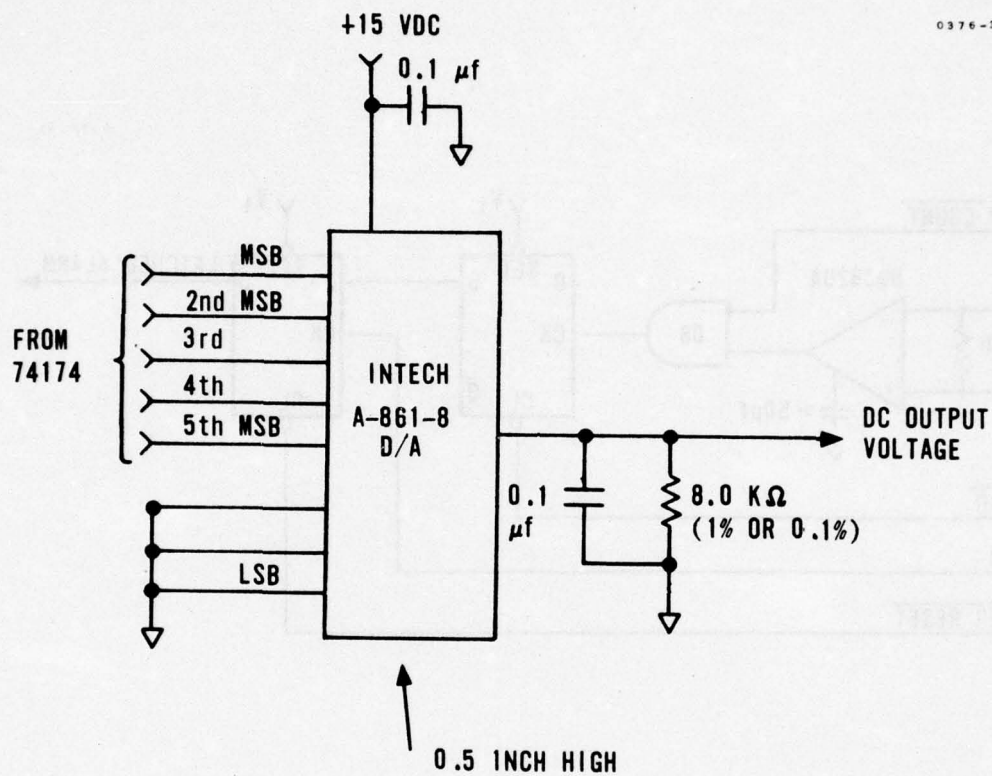 0376-
+15 VDC
0.1 μf
MSB
2nd MSB
3rd
4th
5th MSB
FROM
74174
INTECH
A-861-8
D/A
DC OUTPUT
VOLTAGE
0.1
μf
8.0 KΩ
(1% OR 0.1%)
LSB
0.5 INCH HIGH